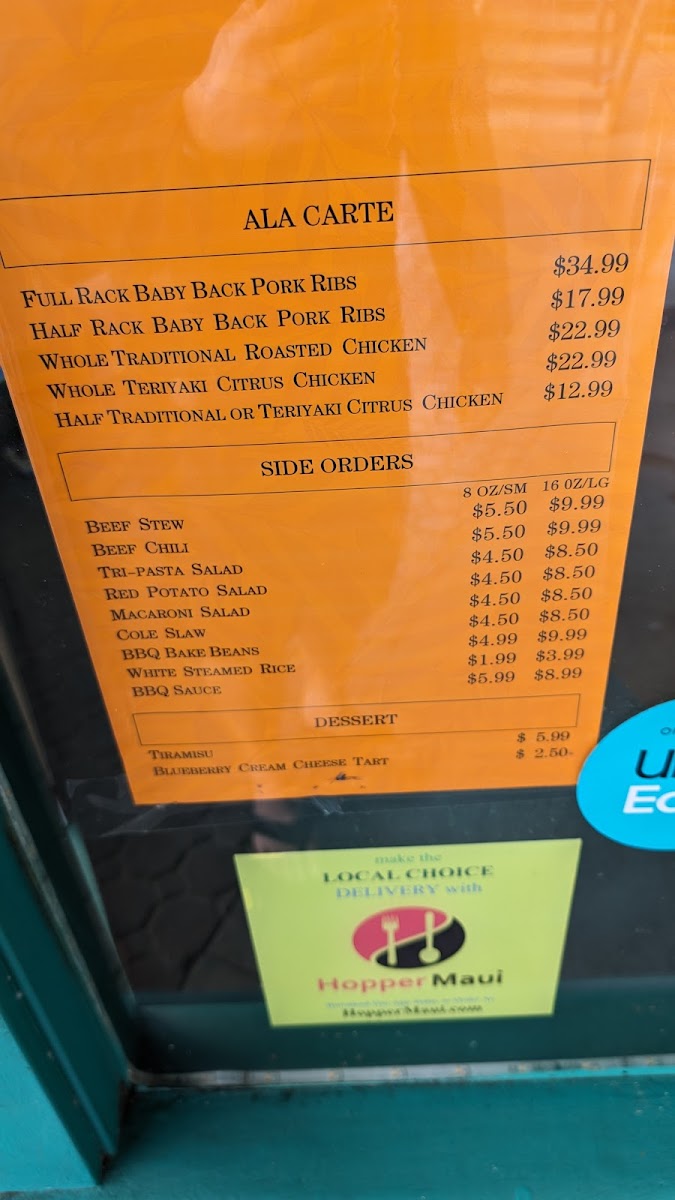 ALA CARTE
FULL RACK BABY BACK PORK RIBS $34.99
HALF RACK BABY BACK PORK RIBS $17.99
WHOLE TRADITIONAL ROASTED CHICKEN $22.99
WHOLE TERIYAKI CITRUS CHICKEN $22.99
HALF TRADITIONAL OR TERIYAKI CITRUS CHICKEN $12.99
SIDE ORDERS
8 OZ/SM 16 0Z/LG
BEEF STEW $5.50 $9.99
BEEF CHILI $5.50 $9.99
TRI-PASTA SALAD $4.50 $8.50
RED POTATO SALAD $4.50 $8.50
MACARONI SALAD $4.50 $8.50
COLE SLAW $4.50 $8.50
BBQ BAKE BEANS $4.99 $9.99
WHITE STEAMED RICE $1.99 $3.99
BBQ SAUCE $5.99 $8.99
DESSERT
TIRAMISU $ 5.99
BLUEBERRY CREAM CHEESE TART $ 2.50
make the
LOCAL CHOICE
DELIVERY with
Hopper Maui
HopperMaui.com